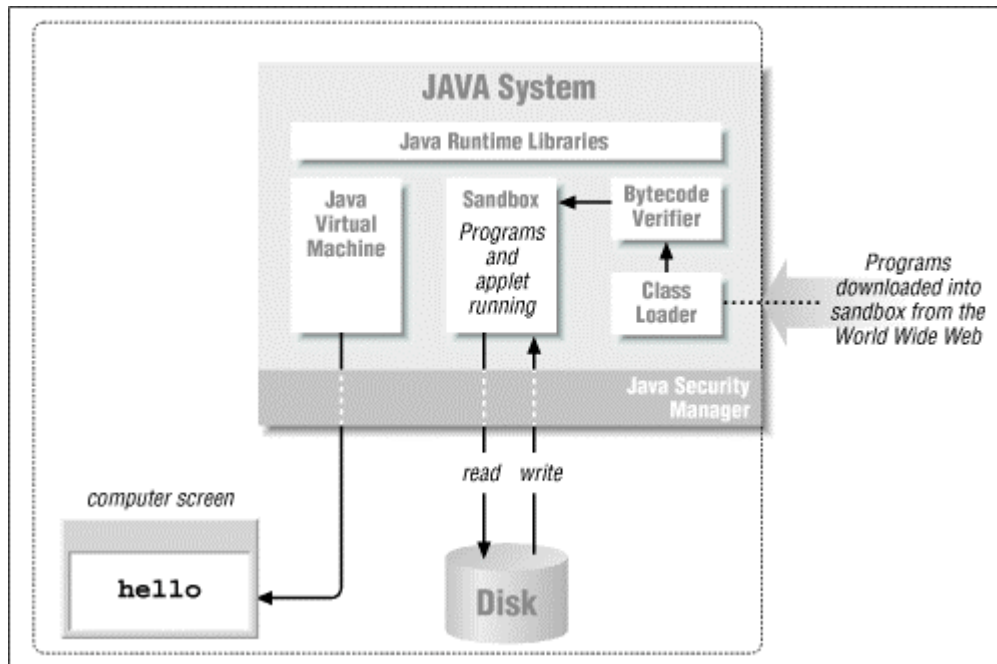 JAVA System
Java Runtime Libraries
Java
Virtual
Machine
Sandbox
Programs
and
applet
running
Bytecode
Verifier
Class
Loader
Programs
downloaded into
sandbox from the
World Wide Web
Java Security
Manager
read
write
computer screen
hello
Disk